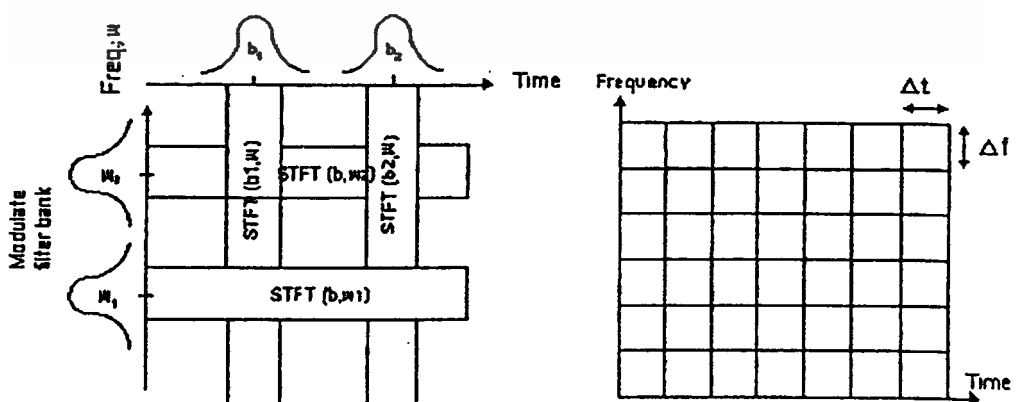 Freq; w
b₁
b₂
Time
Modulate
filter bank
w₂
w₁
STFT (b1,w)
STFT (b,w2)
STFT (b2,w)
STFT (b,w1)
Frequency
Δt
Δf
Time